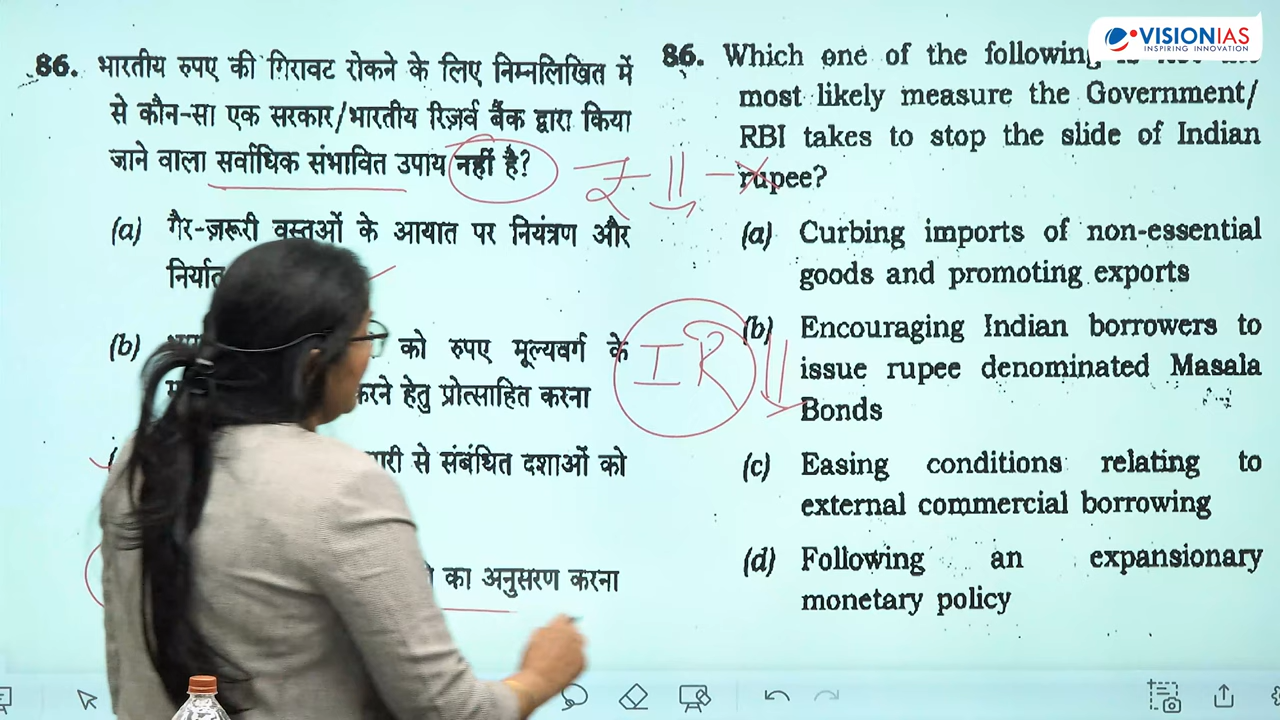 VISIONIAS
INSPIRING INNOVATION
86. भारतीय रुपए की गिरावट रोकने के लिए निम्नलिखित में
से कौन-सा एक सरकार/भारतीय रिज़र्व बैंक द्वारा किया
जाने वाला सर्वाधिक संभावित उपाय नहीं है?
(a) गैर-ज़रूरी वस्तुओं के आयात पर नियंत्रण और
निर्यात
(b) को रुपए मूल्यवर्ग के
करने हेतु प्रोत्साहित करना
से संबंधित दशाओं को
का अनुसरण करना
₹
IR
86. Which one of the following
most likely measure the Government/
RBI takes to stop the slide of Indian
rupee?
(a) Curbing imports of non-essential
goods and promoting exports
(b) Encouraging Indian borrowers to
issue rupee denominated Masala
Bonds
(c) Easing conditions relating to
external commercial borrowing
(d) Following an expansionary
monetary policy